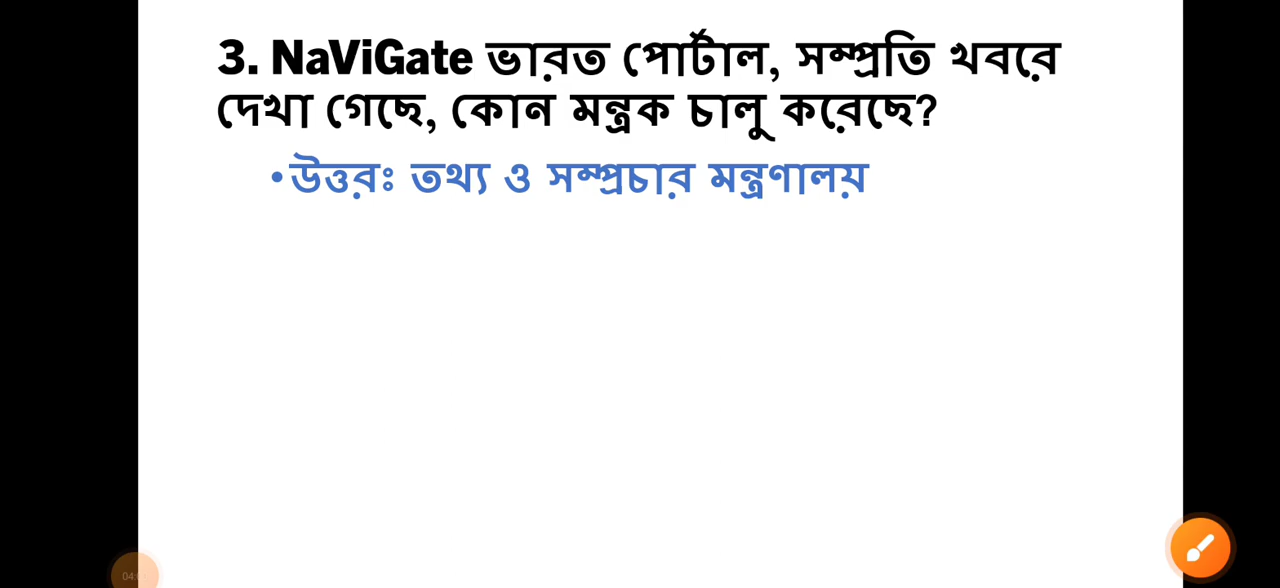 3. NaViGate ভারত পোর্টাল, সম্প্রতি খবরে
দেখা গেছে, কোন মন্ত্রক চালু করেছে?
•উত্তরঃ তথ্য ও সম্প্রচার মন্ত্রণালয়